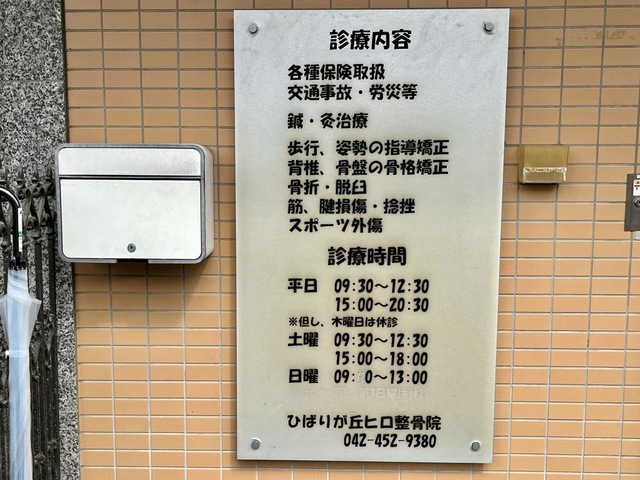 診療内容
各種保険取扱
交通事故・労災等
鍼・灸治療
歩行、姿勢の指導矯正
背椎、骨盤の骨格矯正
骨折・脱臼
筋、腱損傷・捻挫
スポーツ外傷
診療時間
平日 09:30〜12:30
15:00〜20:30
※但し、木曜日は休診
土曜 09:30〜12:30
15:00〜18:00
日曜 09: 0〜13:00
ひばりが丘ヒロ整骨院
042-452-9380